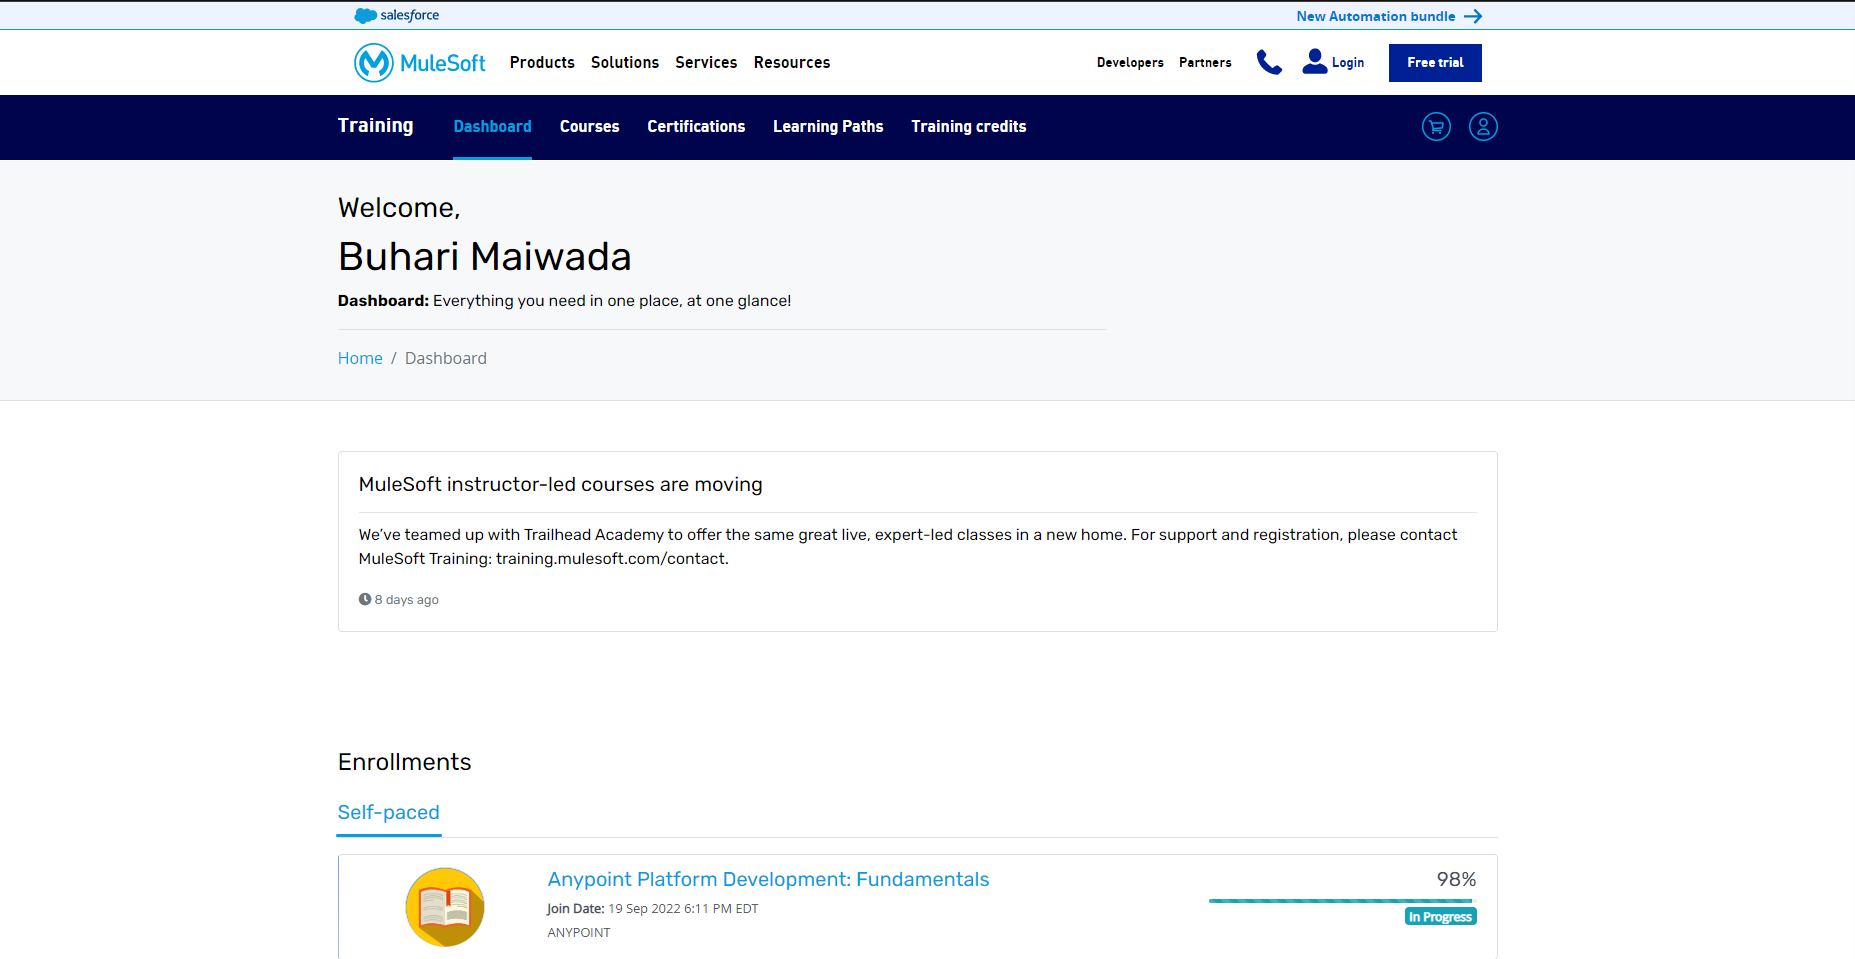 salesforce
New Automation bundle
MuleSoft Products Solutions Services Resources Developers Partners Login Free trial
Training Dashboard Courses Certifications Learning Paths Training credits
Welcome,
Buhari Maiwada
Dashboard: Everything you need in one place, at one glance!
Home / Dashboard
MuleSoft instructor-led courses are moving
We’ve teamed up with Trailhead Academy to offer the same great live, expert-led classes in a new home. For support and registration, please contact
MuleSoft Training: training.mulesoft.com/contact.
8 days ago
Enrollments
Self-paced
Anypoint Platform Development: Fundamentals
98%
Join Date: 19 Sep 2022 6:11 PM EDT
In Progress
ANYPOINT